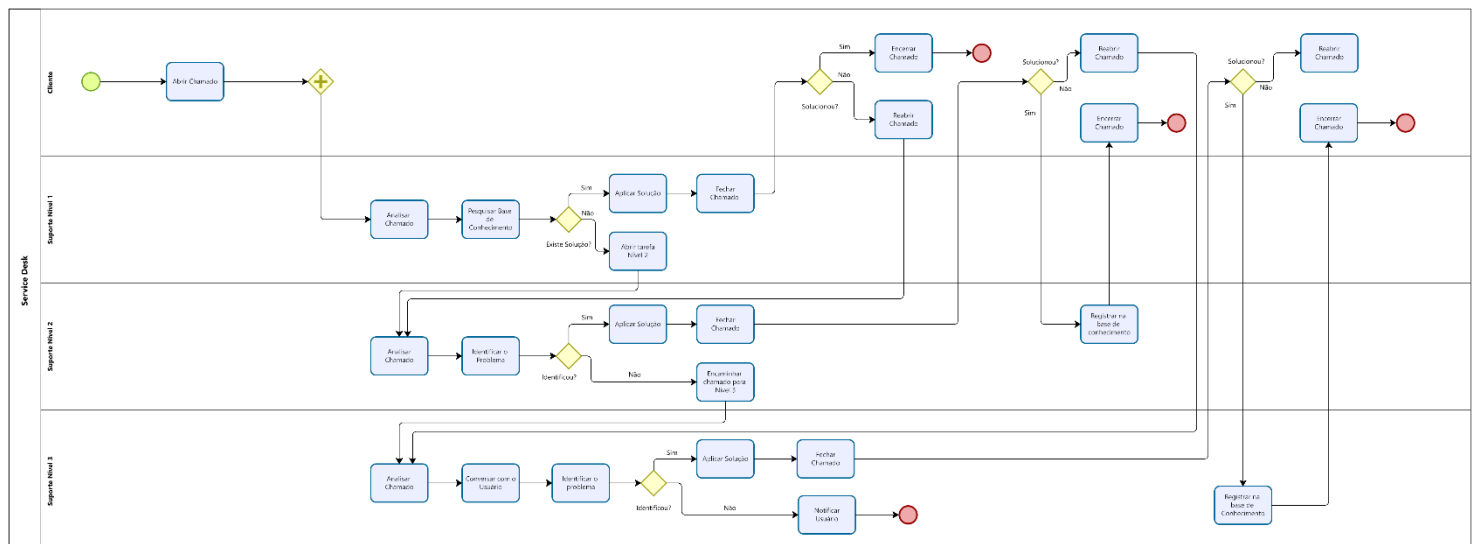 Service Desk
Cliente
Abrir Chamado
Solucionou?
Sim
Não
Encerrar
Chamado
Reabrir
Chamado
Solucionou?
Não
Sim
Reabrir
Chamado
Encerrar
Chamado
Solucionou?
Não
Sim
Reabrir
Chamado
Encerrar
Chamado
Suporte Nível 1
Analisar
Chamado
Pesquisar Base
de
Conhecimento
Existe Solução?
Sim
Não
Aplicar Solução
Fechar
Chamado
Abrir tarefa
Nível 2
Suporte Nível 2
Analisar
Chamado
Identificar o
Problema
Identificou?
Sim
Não
Aplicar Solução
Fechar
Chamado
Encaminhar
chamado para
Nível 3
Registrar na
base de
conhecimento
Suporte Nível 3
Analisar
Chamado
Conversar com o
Usuário
Identificar o
problema
Identificou?
Sim
Não
Aplicar Solução
Fechar
Chamado
Notificar
Usuário
Registrar na
base de
Conhecimento